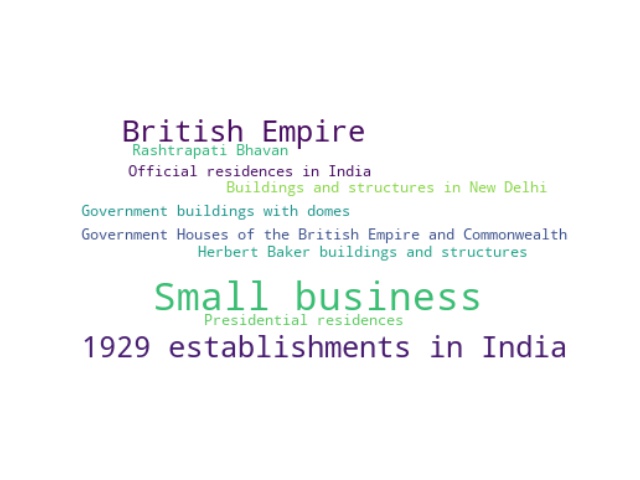 British Empire
Rashtrapati Bhavan
Official residences in India
Buildings and structures in New Delhi
Government buildings with domes
Government Houses of the British Empire and Commonwealth
Herbert Baker buildings and structures
Small business
Presidential residences
1929 establishments in India